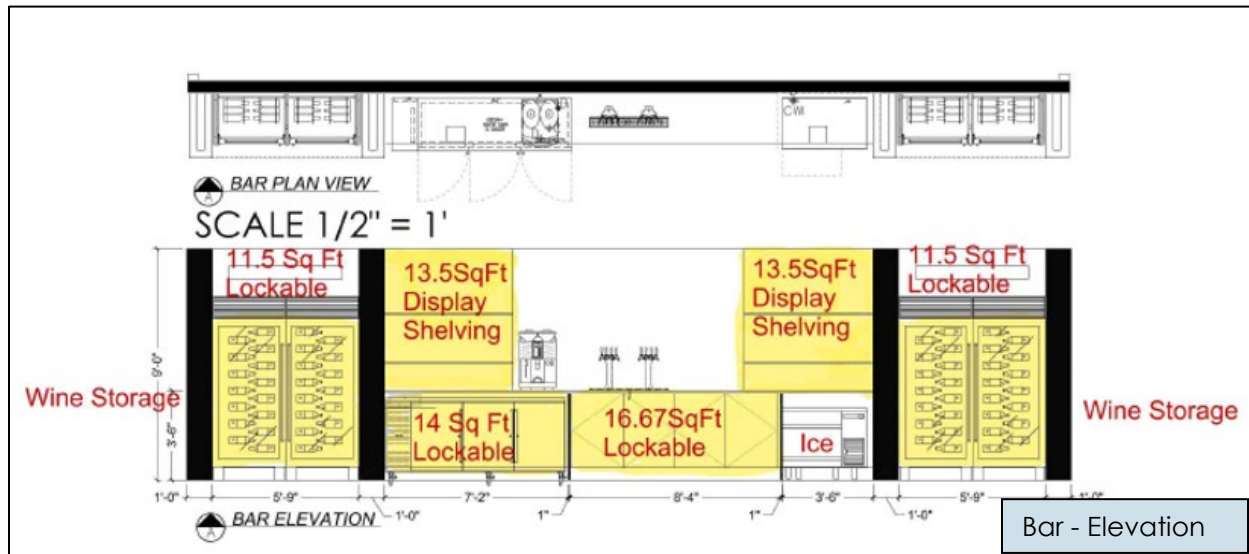 CWI
BAR PLAN VIEW
A
SCALE 1/2" = 1'
11.5 Sq Ft
Lockable
13.5SqFt
Display
Shelving
13.5SqFt
Display
Shelving
11.5 Sq Ft
Lockable
9'-0"
Wine Storage
3'-6"
14 Sq Ft
Lockable
16.67SqFt
Lockable
Ice
Wine Storage
1'-0"
5'-9"
1'-0"
7'-2"
1"
8'-4"
1"
3'-6"
1'-0"
5'-9"
1'-0"
BAR ELEVATION
A
Bar - Elevation